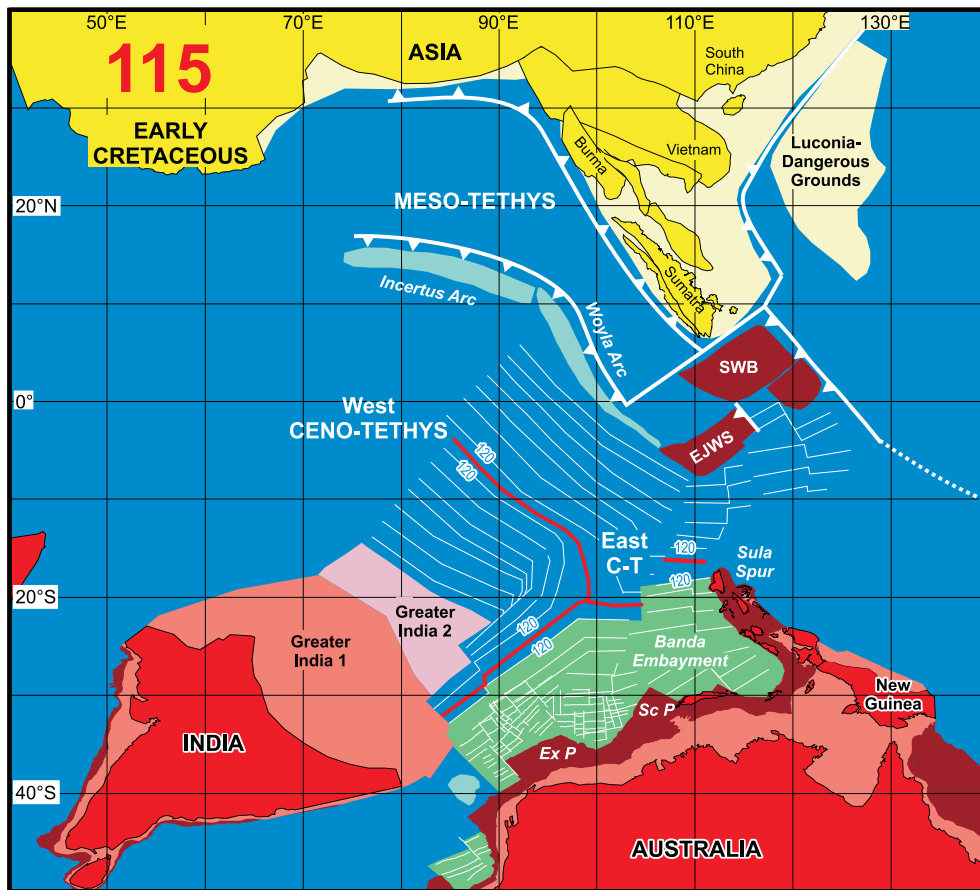 50°E
70°E
90°E
110°E
130°E
115
EARLY
CRETACEOUS
ASIA
South
China
Burma
Vietnam
Luconia-
Dangerous
Grounds
20°N
MESO-TETHYS
Sumatra
Incertus Arc
Woyla Arc
SWB
0°
West
CENO-TETHYS
EJWS
120
120
East
C-T
120
120
Sula
Spur
20°S
Greater
India 1
Greater
India 2
120
120
Banda
Embayment
New
Guinea
Sc P
INDIA
Ex P
40°S
AUSTRALIA